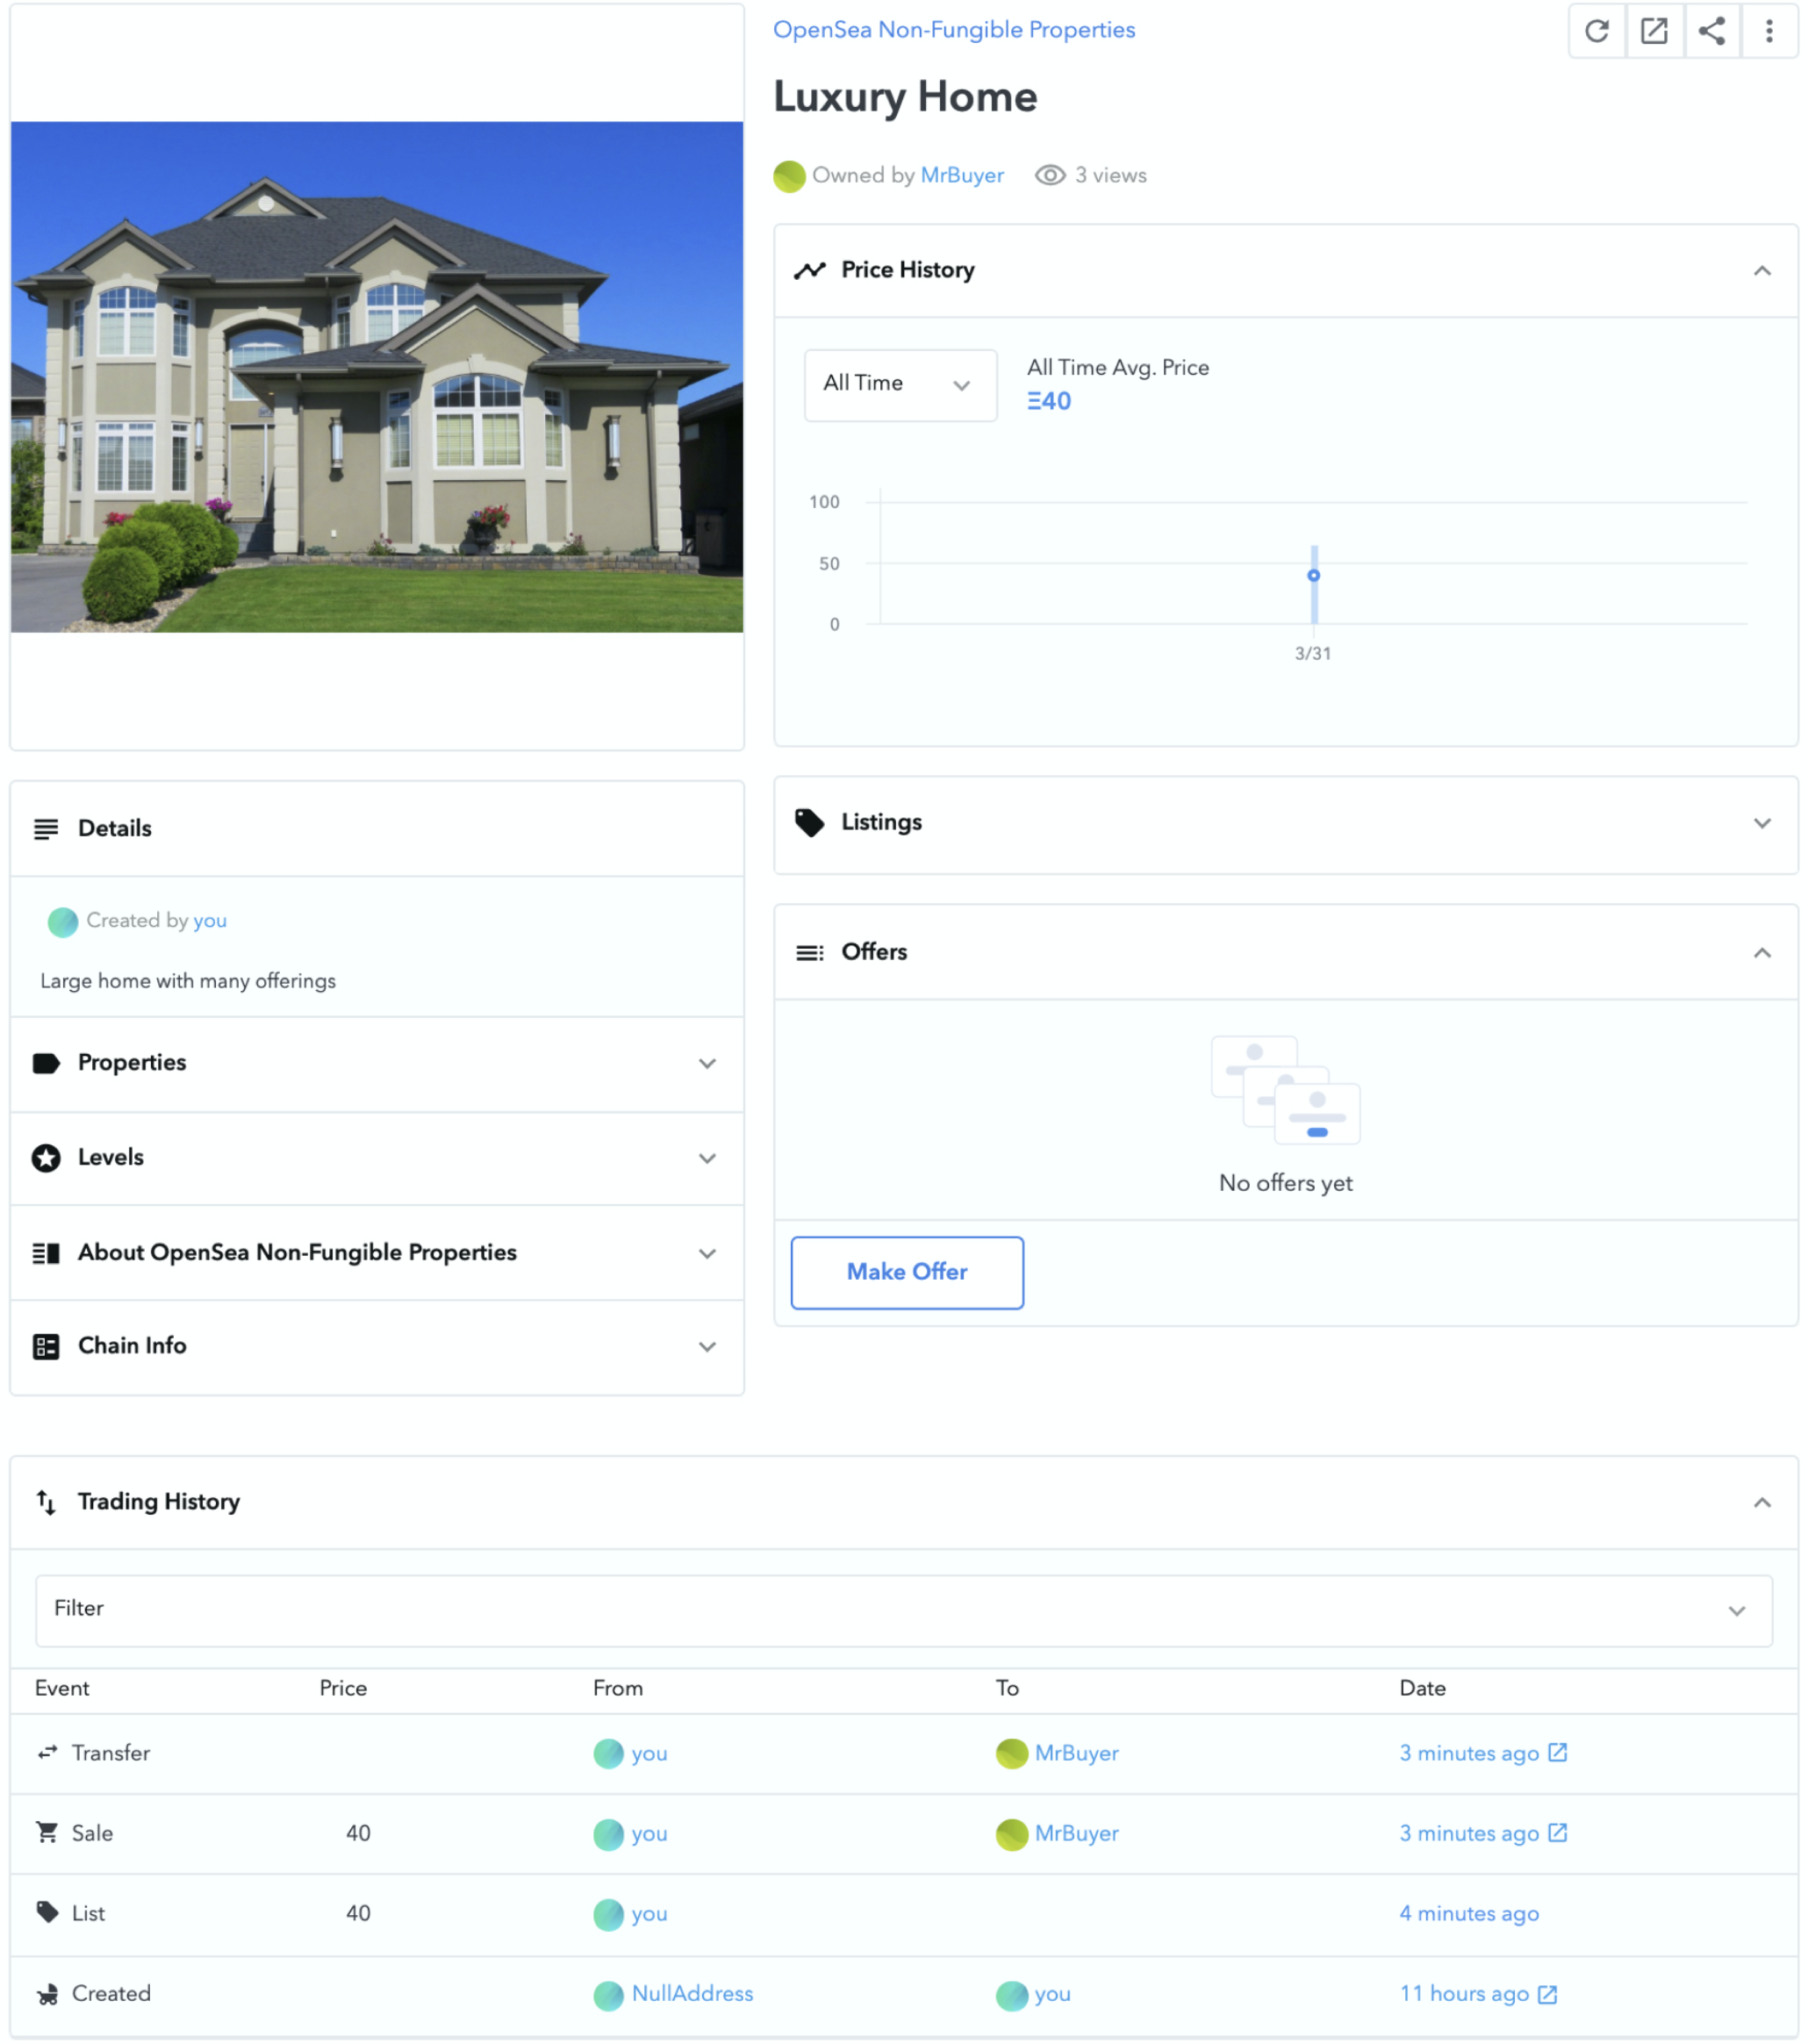 OpenSea Non-Fungible Properties
Luxury Home
Owned by MrBuyer 3 views
Price History
All Time
All Time Avg. Price
Ξ40
100
50
0
3/31
Details
Created by you
Large home with many offerings
Properties
Levels
About OpenSea Non-Fungible Properties
Chain Info
Listings
Offers
No offers yet
Make Offer
Trading History
Filter
Event Price From To Date
Transfer you MrBuyer 3 minutes ago
Sale 40 you MrBuyer 3 minutes ago
List 40 you 4 minutes ago
Created NullAddress you 11 hours ago